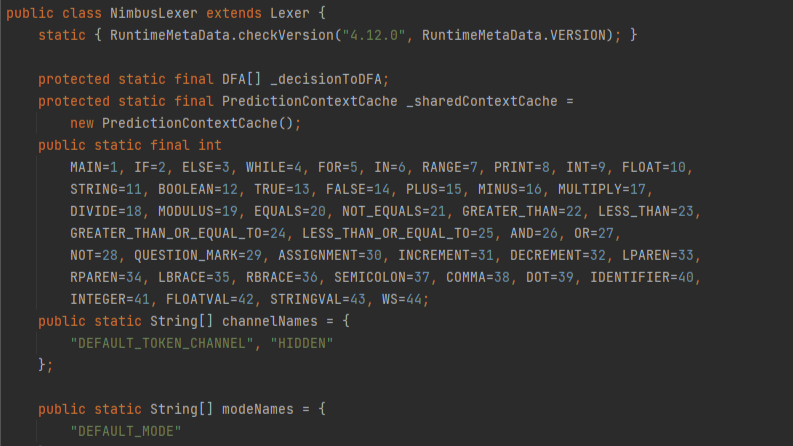 public class NimbusLexer extends Lexer {
static { RuntimeMetaData.checkVersion("4.12.0", RuntimeMetaData.VERSION); }
protected static final DFA[] _decisionToDFA;
protected static final PredictionContextCache _sharedContextCache =
new PredictionContextCache();
public static final int
MAIN=1, IF=2, ELSE=3, WHILE=4, FOR=5, IN=6, RANGE=7, PRINT=8, INT=9, FLOAT=10,
STRING=11, BOOLEAN=12, TRUE=13, FALSE=14, PLUS=15, MINUS=16, MULTIPLY=17,
DIVIDE=18, MODULUS=19, EQUALS=20, NOT_EQUALS=21, GREATER_THAN=22, LESS_THAN=23,
GREATER_THAN_OR_EQUAL_TO=24, LESS_THAN_OR_EQUAL_TO=25, AND=26, OR=27,
NOT=28, QUESTION_MARK=29, ASSIGNMENT=30, INCREMENT=31, DECREMENT=32, LPAREN=33,
RPAREN=34, LBRACE=35, RBRACE=36, SEMICOLON=37, COMMA=38, DOT=39, IDENTIFIER=40,
INTEGER=41, FLOATVAL=42, STRINGVAL=43, WS=44;
public static String[] channelNames = {
"DEFAULT_TOKEN_CHANNEL", "HIDDEN"
};
public static String[] modeNames = {
"DEFAULT_MODE"